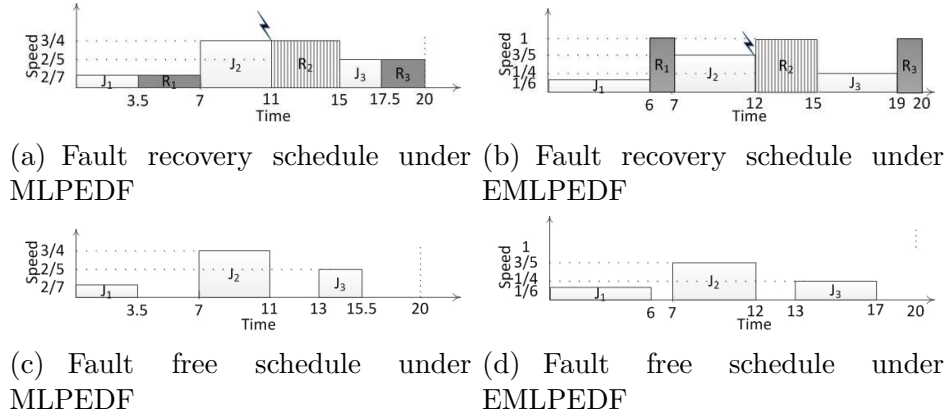 Speed
3/4
2/5
2/7
J1
R1
J2
R2
J3
R3
3.5
7
11
15
17.5
20
Time
(a) Fault recovery schedule under
MLPEDF
Speed
1
3/5
1/4
1/6
J1
R1
J2
R2
J3
R3
6
7
12
15
19
20
Time
(b) Fault recovery schedule under
EMLPEDF
Speed
3/4
2/5
2/7
J1
J2
J3
3.5
7
11
13
15.5
20
Time
(c) Fault free schedule under
MLPEDF
Speed
1
3/5
1/4
1/6
J1
J2
J3
6
7
12
13
17
20
Time
(d) Fault free schedule under
EMLPEDF